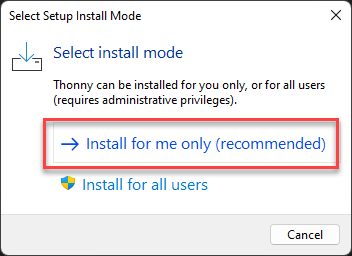 Select Setup Install Mode
Select install mode
Thonny can be installed for you only, or for all users
(requires administrative privileges).
Install for me only (recommended)
Install for all users
Cancel